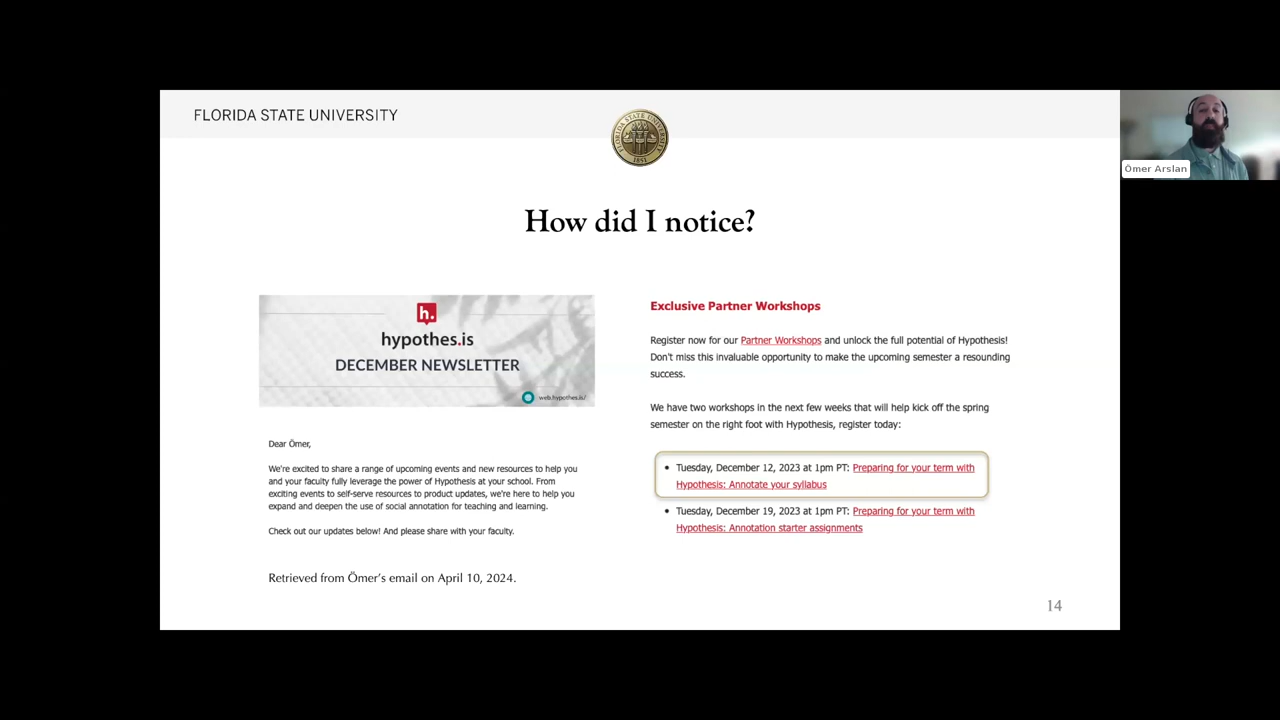 FLORIDA STATE UNIVERSITY
FLORIDA STATE UNIVERSITY
1851
Ömer Arslan
How did I notice?
h.
hypothes.is
DECEMBER NEWSLETTER
web.hypothes.is/
Dear Ömer,
We're excited to share a range of upcoming events and new resources to help you
and your faculty fully leverage the power of Hypothesis at your school. From
exciting events to self-serve resources to product updates, we're here to help you
expand and deepen the use of social annotation for teaching and learning.
Check out our updates below! And please share with your faculty.
Retrieved from Ömer's email on April 10, 2024.
Exclusive Partner Workshops
Register now for our Partner Workshops and unlock the full potential of Hypothesis!
Don't miss this invaluable opportunity to make the upcoming semester a resounding
success.
We have two workshops in the next few weeks that will help kick off the spring
semester on the right foot with Hypothesis, register today:
• Tuesday, December 12, 2023 at 1pm PT: Preparing for your term with
Hypothesis: Annotate your syllabus
• Tuesday, December 19, 2023 at 1pm PT: Preparing for your term with
Hypothesis: Annotation starter assignments
14